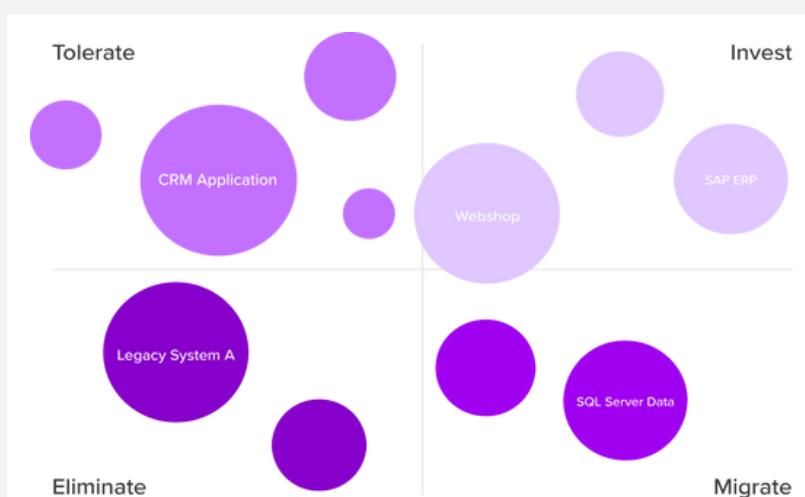 Tolerate
Invest
CRM Application
SAP ERP
Webshop
Legacy System A
SQL Server Data
Eliminate
Migrate